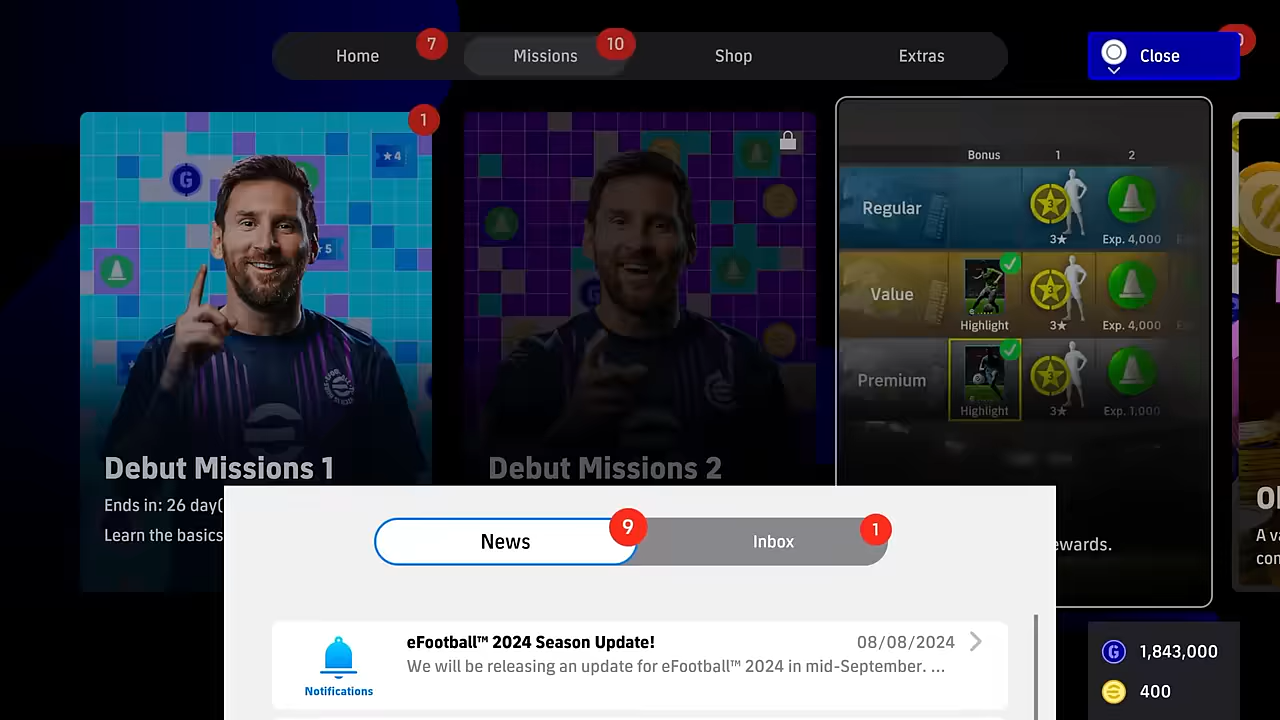 Home
7
Missions
10
Shop
Extras
Close
1
★4
G
5
Debut Missions 1
Ends in: 26 day(
Learn the basics
Debut Missions 2
Bonus 1 2
Regular
3★
Exp. 4,000
Value
Highlight
3★
Exp. 4,000
Premium
Highlight
3★
Exp. 1,000
ewards.
News
9
Inbox
1
eFootball™ 2024 Season Update!
08/08/2024
We will be releasing an update for eFootball™ 2024 in mid-September. ...
Notifications
G 1,843,000
400